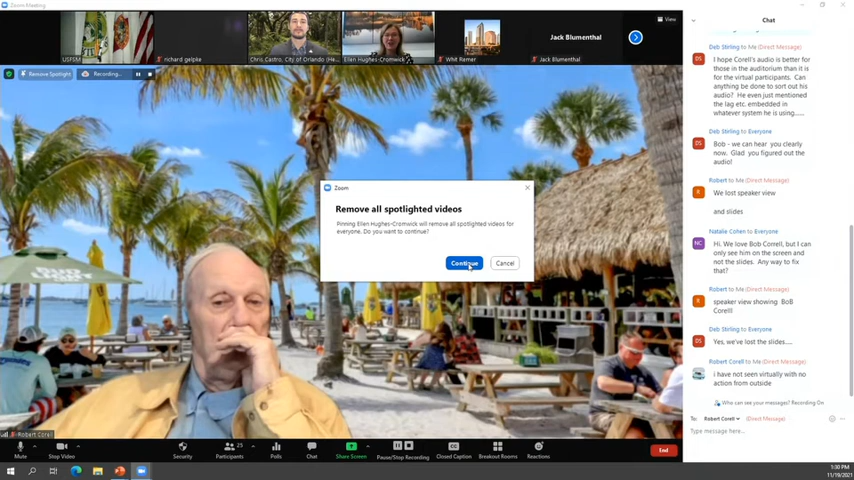 Zoom Meeting
View
USFSM
richard gelpke
Chris Castro, City of Orlando (He...
Ellen Hughes-Cromwick
Whit Remer
Jack Blumenthal
Jack Blumenthal
Remove Spotlight
Recording...
BUD LIGHT
Zoom
Remove all spotlighted videos
Pinning Ellen Hughes-Cromwick will remove all spotlighted videos for
everyone. Do you want to continue?
Continue
Cancel
Robert Corell
Mute
Stop Video
Security
Participants
25
Polls
Chat
Share Screen
Pause/Stop Recording
Closed Caption
Breakout Rooms
Reactions
End
Chat
Deb Stirling to Me (Direct Message)
DS
I hope Corell's audio is better for
those in the auditorium than it is
for the virtual participants. Can
anything be done to sort out his
audio? He even just mentioned
the lag etc. embedded in
whatever system he is using.....
Deb Stirling to Everyone
DS
Bob - we can hear you clearly
now. Glad you figured out the
audio!
Robert to Me (Direct Message)
R
We lost speaker view
and slides
Natalie Cohen to Everyone
NC
Hi. We love Bob Correll, but I can
only see him on the screen and
not the slides. Any way to fix
that?
Robert to Me (Direct Message)
R
speaker view showing BoB
Corelll
Deb Stirling to Everyone
DS
Yes, we've lost the slides.....
Robert Corell to Me (Direct Message)
i have not seen virtually with no
action from outside
Who can see your messages? Recording On
To: Robert Corell (Direct Message)
Type message here...
1:30 PM
11/19/2021